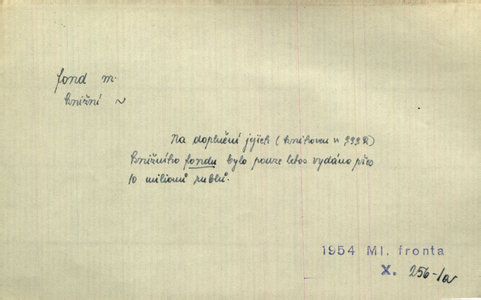 fond m.
knižní ~
Na doplnění jejich (knihoven v SSSR)
knižního fondu bylo pouze letos vydáno přes
10 milionů rublů.
1954 Ml. fronta
X. 256-1a